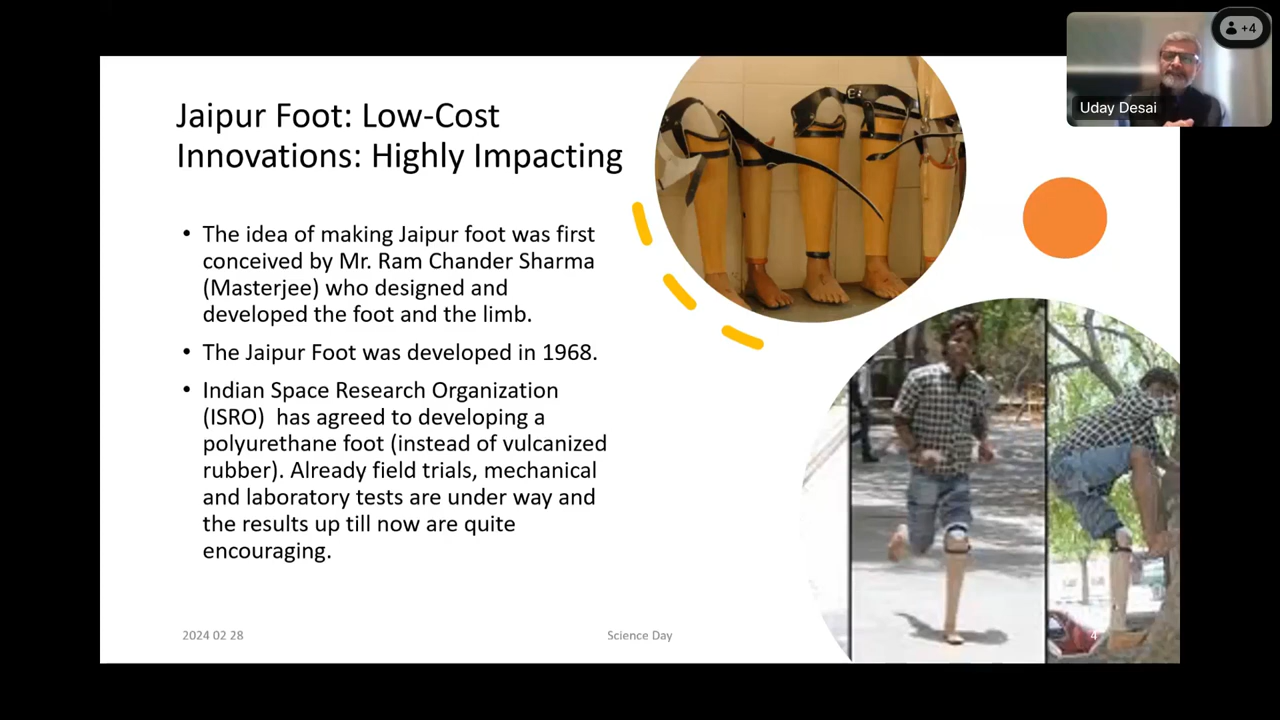 Jaipur Foot: Low-Cost
Innovations: Highly Impacting
• The idea of making Jaipur foot was first
conceived by Mr. Ram Chander Sharma
(Masterjee) who designed and
developed the foot and the limb.
• The Jaipur Foot was developed in 1968.
• Indian Space Research Organization
(ISRO)  has agreed to developing a
polyurethane foot (instead of vulcanized
rubber). Already field trials, mechanical
and laboratory tests are under way and
the results up till now are quite
encouraging.
2024 02 28
Science Day
4
+4
Uday Desai